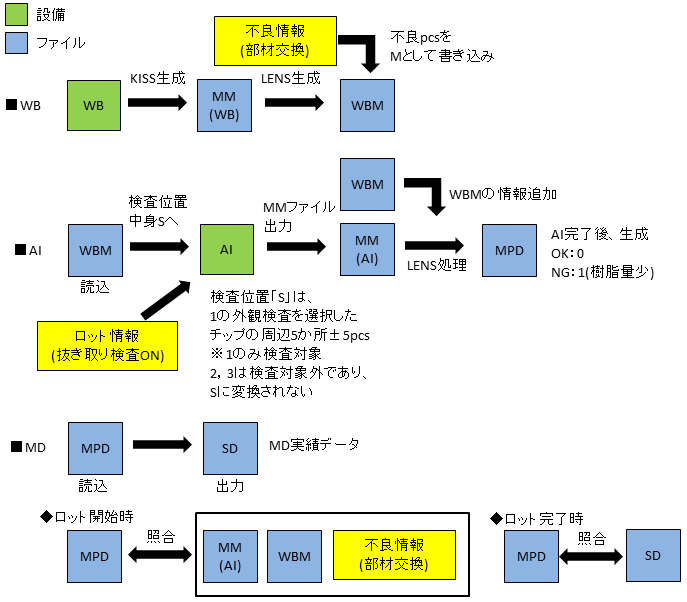 設備
ファイル
不良情報
(部材交換)
不良pcsを
Mとして書き込み
■WB
WB
KISS生成
MM
(WB)
LENS生成
WBM
WBM
WBMの情報追加
■AI
WBM
読込
検査位置
中身Sへ
AI
MMファイル
出力
MM
(AI)
LENS処理
MPD
AI完了後、生成
OK：0
NG：1(樹脂量少)
ロット情報
(抜き取り検査ON)
検査位置「S」は、
1の外観検査を選択した
チップの周辺5か所±5pcs
※1のみ検査対象
2，3は検査対象外であり、
Sに変換されない
■MD
MPD
読込
SD
出力
MD実績データ
◆ロット開始時
MPD
照合
MM
(AI)
WBM
不良情報
(部材交換)
◆ロット完了時
MPD
照合
SD